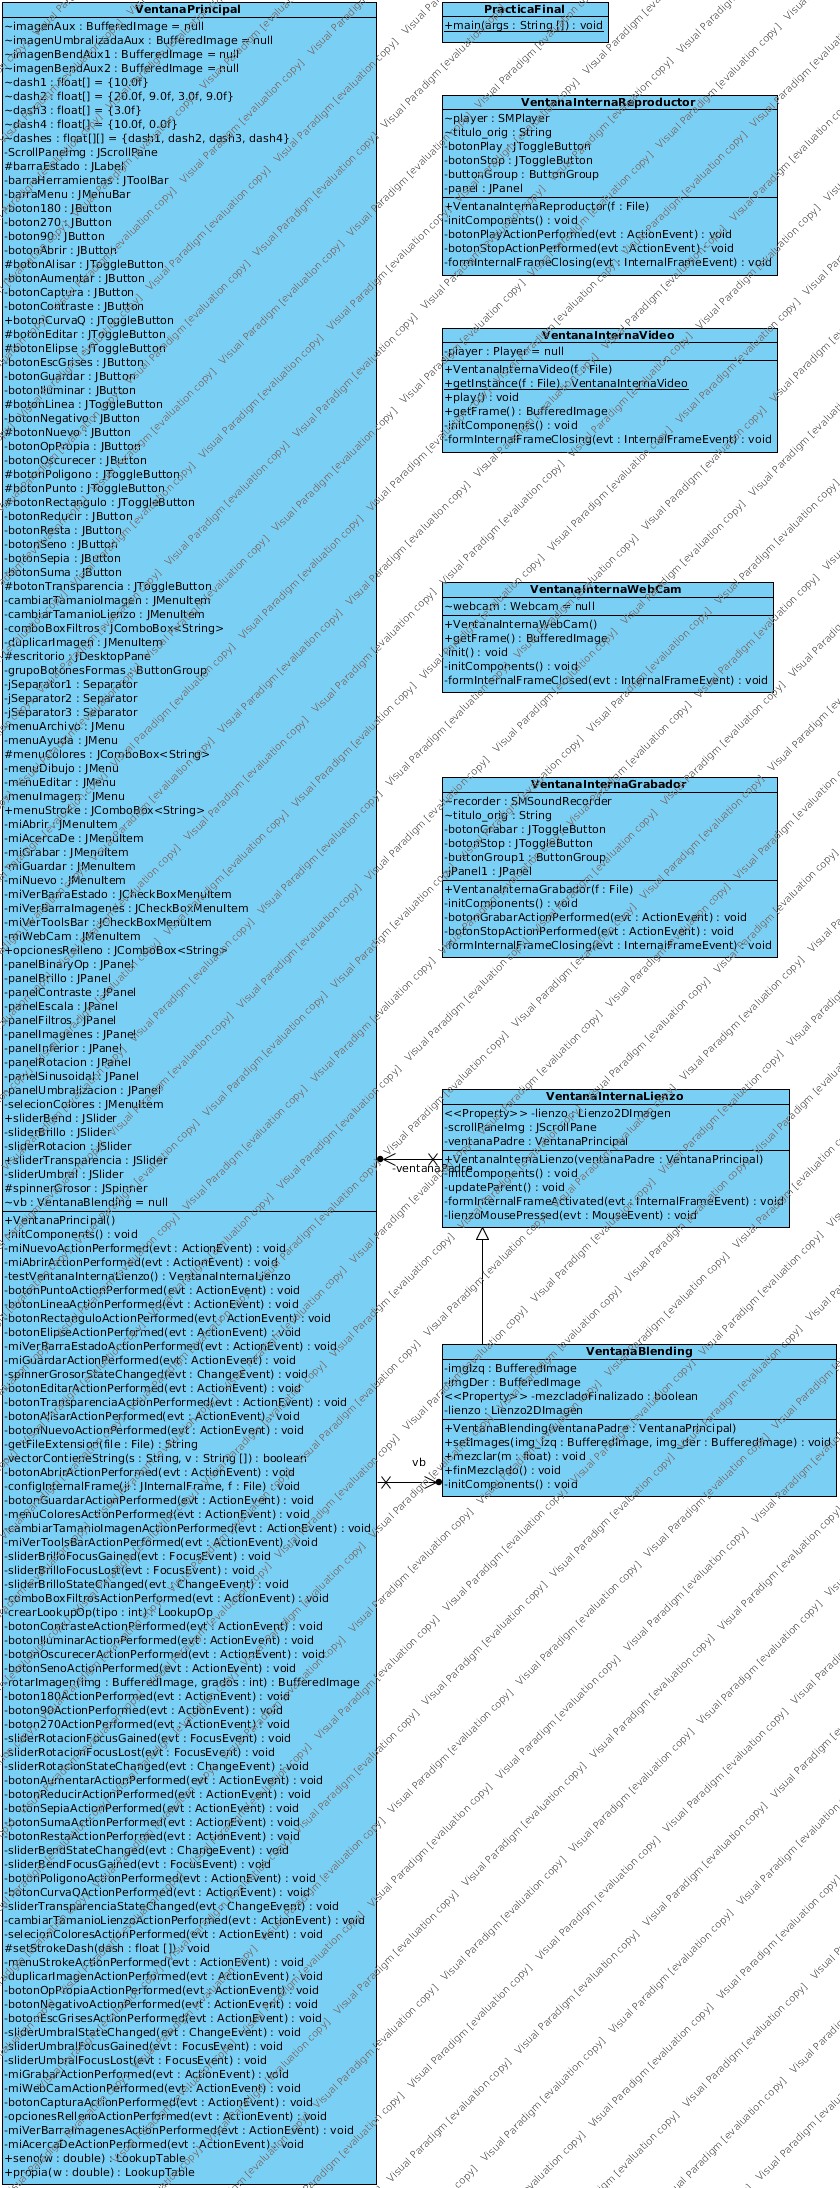 VentanaPrincipal
~imagenAux : BufferedImage = null
~imagenUmbralizadaAux : BufferedImage = null
~imagenBendAux1 : BufferedImage = null
~imagenBendAux2 : BufferedImage = null
~dash1 : float[] = {10.0f}
~dash2 : float[] = {20.0f, 9.0f, 3.0f, 9.0f}
~dash3 : float[] = {3.0f}
~dash4 : float[] = {10.0f, 0.0f}
~dashes : float[][] = {dash1, dash2, dash3, dash4}
-ScrollPaneImg : JScrollPane
#barraEstado : JLabel
-barraHerramientas : JToolBar
-barraMenu : JMenuBar
-boton180 : JButton
-boton270 : JButton
-boton90 : JButton
-botonAbrir : JButton
#botonAlisar : JToggleButton
-botonAumentar : JButton
-botonCaptura : JButton
-botonContraste : JButton
+botonCurvaQ : JToggleButton
#botonEditar : JToggleButton
#botonElipse : JToggleButton
-botonEscGrises : JButton
-botonGuardar : JButton
-botonIluminar : JButton
#botonLinea : JToggleButton
-botonNegativo : JButton
#botonNuevo : JButton
-botonOpPropia : JButton
-botonOscurecer : JButton
#botonPoligono : JToggleButton
#botonPunto : JToggleButton
#botonRectangulo : JToggleButton
-botonReducir : JButton
-botonResta : JButton
-botonSeno : JButton
-botonSepia : JButton
-botonSuma : JButton
#botonTransparencia : JToggleButton
-cambiarTamanioImagen : JMenuItem
-cambiarTamanioLienzo : JMenuItem
-comboBoxFiltros : JComboBox<String>
-duplicarImagen : JMenuItem
#escritorio : JDesktopPane
-grupoBotonesFormas : ButtonGroup
-jSeparator1 : Separator
-jSeparator2 : Separator
-jSeparator3 : Separator
-menuArchivo : JMenu
-menuAyuda : JMenu
#menuColores : JComboBox<String>
-menuDibujo : JMenu
-menuEditar : JMenu
-menuImagen : JMenu
+menuStroke : JComboBox<String>
-miAbrir : JMenuItem
-miAcercaDe : JMenuItem
-miGrabar : JMenuItem
-miGuardar : JMenuItem
-miNuevo : JMenuItem
-miVerBarraEstado : JCheckBoxMenuItem
-miVerBarraImagenes : JCheckBoxMenuItem
-miVerToolsBar : JCheckBoxMenuItem
-miWebCam : JMenuItem
+opcionesRelleno : JComboBox<String>
-panelBinaryOp : JPanel
-panelBrillo : JPanel
-panelContraste : JPanel
-panelEscala : JPanel
-panelFiltros : JPanel
-panelImagenes : JPanel
-panelInferior : JPanel
-panelRotacion : JPanel
-panelSinusoidal : JPanel
-panelUmbralizacion : JPanel
-selecionColores : JMenuItem
+sliderBend : JSlider
-sliderBrillo : JSlider
-sliderRotacion : JSlider
+sliderTransparencia : JSlider
-sliderUmbral : JSlider
#spinnerGrosor : JSpinner
~vb : VentanaBlending = null
+VentanaPrincipal()
-initComponents() : void
-miNuevoActionPerformed(evt : ActionEvent) : void
-miAbrirActionPerformed(evt : ActionEvent) : void
-testVentanaInternaLienzo() : VentanaInternaLienzo
-botonPuntoActionPerformed(evt : ActionEvent) : void
-botonLineaActionPerformed(evt : ActionEvent) : void
-botonRectanguloActionPerformed(evt : ActionEvent) : void
-botonElipseActionPerformed(evt : ActionEvent) : void
-miVerBarraEstadoActionPerformed(evt : ActionEvent) : void
-miGuardarActionPerformed(evt : ActionEvent) : void
-spinnerGrosorStateChanged(evt : ChangeEvent) : void
-botonEditarActionPerformed(evt : ActionEvent) : void
-botonTransparenciaActionPerformed(evt : ActionEvent) : void
-botonAlisarActionPerformed(evt : ActionEvent) : void
-botonNuevoActionPerformed(evt : ActionEvent) : void
-getFileExtension(file : File) : String
-vectorContieneString(s : String, v : String []) : boolean
-botonAbrirActionPerformed(evt : ActionEvent) : void
-configInternalFrame(ji : JInternalFrame, f : File) : void
-botonGuardarActionPerformed(evt : ActionEvent) : void
-menuColoresActionPerformed(evt : ActionEvent) : void
-cambiarTamanioImagenActionPerformed(evt : ActionEvent) : void
-miVerToolsBarActionPerformed(evt : ActionEvent) : void
-sliderBrilloFocusGained(evt : FocusEvent) : void
-sliderBrilloFocusLost(evt : FocusEvent) : void
-sliderBrilloStateChanged(evt : ChangeEvent) : void
-comboBoxFiltrosActionPerformed(evt : ActionEvent) : void
-crearLookupOp(tipo : int) : LookupOp
-botonContrasteActionPerformed(evt : ActionEvent) : void
-botonIluminarActionPerformed(evt : ActionEvent) : void
-botonOscurecerActionPerformed(evt : ActionEvent) : void
-botonSenoActionPerformed(evt : ActionEvent) : void
-rotarImagen(img : BufferedImage, grados : int) : BufferedImage
-boton180ActionPerformed(evt : ActionEvent) : void
-boton90ActionPerformed(evt : ActionEvent) : void
-boton270ActionPerformed(evt : ActionEvent) : void
-sliderRotacionFocusGained(evt : FocusEvent) : void
-sliderRotacionFocusLost(evt : FocusEvent) : void
-sliderRotacionStateChanged(evt : ChangeEvent) : void
-botonAumentarActionPerformed(evt : ActionEvent) : void
-botonReducirActionPerformed(evt : ActionEvent) : void
-botonSepiaActionPerformed(evt : ActionEvent) : void
-botonSumaActionPerformed(evt : ActionEvent) : void
-botonRestaActionPerformed(evt : ActionEvent) : void
-sliderBendStateChanged(evt : ChangeEvent) : void
-sliderBendFocusGained(evt : FocusEvent) : void
-botonPoligonoActionPerformed(evt : ActionEvent) : void
-botonCurvaQActionPerformed(evt : ActionEvent) : void
-sliderTransparenciaStateChanged(evt : ChangeEvent) : void
-cambiarTamanioLienzoActionPerformed(evt : ActionEvent) : void
-selecionColoresActionPerformed(evt : ActionEvent) : void
#setStrokeDash(dash : float []) : void
-menuStrokeActionPerformed(evt : ActionEvent) : void
-duplicarImagenActionPerformed(evt : ActionEvent) : void
-botonOpPropiaActionPerformed(evt : ActionEvent) : void
-botonNegativoActionPerformed(evt : ActionEvent) : void
-botonEscGrisesActionPerformed(evt : ActionEvent) : void
-sliderUmbralStateChanged(evt : ChangeEvent) : void
-sliderUmbralFocusGained(evt : FocusEvent) : void
-sliderUmbralFocusLost(evt : FocusEvent) : void
-miGrabarActionPerformed(evt : ActionEvent) : void
-miWebCamActionPerformed(evt : ActionEvent) : void
-botonCapturaActionPerformed(evt : ActionEvent) : void
-opcionesRellenoActionPerformed(evt : ActionEvent) : void
-miVerBarraImagenesActionPerformed(evt : ActionEvent) : void
-miAcercaDeActionPerformed(evt : ActionEvent) : void
+seno(w : double) : LookupTable
+propia(w : double) : LookupTable
PracticaFinal
+main(args : String []) : void
VentanaInternaReproductor
~player : SMPlayer
~titulo_orig : String
-botonPlay : JToggleButton
-botonStop : JToggleButton
-buttonGroup : ButtonGroup
-panel : JPanel
+VentanaInternaReproductor(f : File)
-initComponents() : void
-botonPlayActionPerformed(evt : ActionEvent) : void
-botonStopActionPerformed(evt : ActionEvent) : void
-formInternalFrameClosing(evt : InternalFrameEvent) : void
VentanaInternaVideo
-player : Player = null
+VentanaInternaVideo(f : File)
+getInstance(f : File) : VentanaInternaVideo
+play() : void
+getFrame() : BufferedImage
-initComponents() : void
-formInternalFrameClosing(evt : InternalFrameEvent) : void
VentanaInternaWebCam
~webcam : Webcam = null
+VentanaInternaWebCam()
+getFrame() : BufferedImage
-init() : void
-initComponents() : void
-formInternalFrameClosed(evt : InternalFrameEvent) : void
VentanaInternaGrabador
~recorder : SMSoundRecorder
~titulo_orig : String
-botonGrabar : JToggleButton
-botonStop : JToggleButton
-buttonGroup1 : ButtonGroup
-jPanel1 : JPanel
+VentanaInternaGrabador(f : File)
-initComponents() : void
-botonGrabarActionPerformed(evt : ActionEvent) : void
-botonStopActionPerformed(evt : ActionEvent) : void
-formInternalFrameClosing(evt : InternalFrameEvent) : void
VentanaInternaLienzo
<<Property>> -lienzo : Lienzo2DImagen
-scrollPaneImg : JScrollPane
-ventanaPadre : VentanaPrincipal
+VentanaInternaLienzo(ventanaPadre : VentanaPrincipal)
-initComponents() : void
-updateParent() : void
-formInternalFrameActivated(evt : InternalFrameEvent) : void
-lienzoMousePressed(evt : MouseEvent) : void
-ventanaPadre
VentanaBlending
-imgIzq : BufferedImage
-imgDer : BufferedImage
<<Property>> -mezcladoFinalizado : boolean
-lienzo : Lienzo2DImagen
+VentanaBlending(ventanaPadre : VentanaPrincipal)
+setImages(img_Izq : BufferedImage, img_der : BufferedImage) : void
+mezclar(m : float) : void
+finMezclado() : void
-initComponents() : void
vb
Visual Paradigm [evaluation copy]